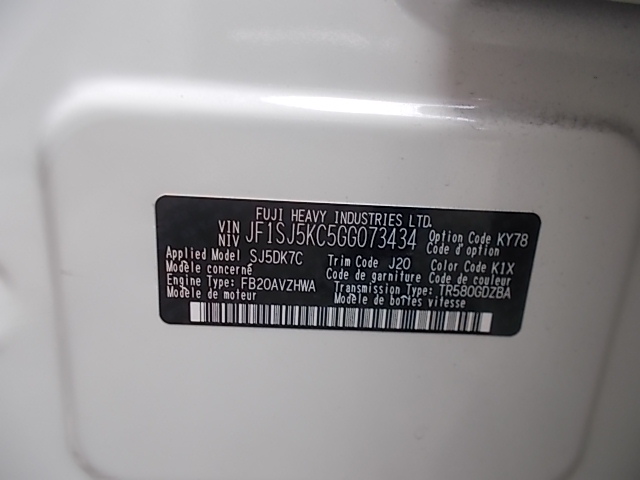 FUJI HEAVY INDUSTRIES LTD.
VIN NIV JF1SJ5KC5GG073434 Option Code KY78
Code d'option
Applied Model SJ5DK7C Trim Code J20 Color Code K1X
Modèle concerné Code de garniture Code de couleur
Engine Type: FB20AVZHWA Transmission Type: TR580GDZBA
Modèle de moteur Modèle de boîtes vitesse